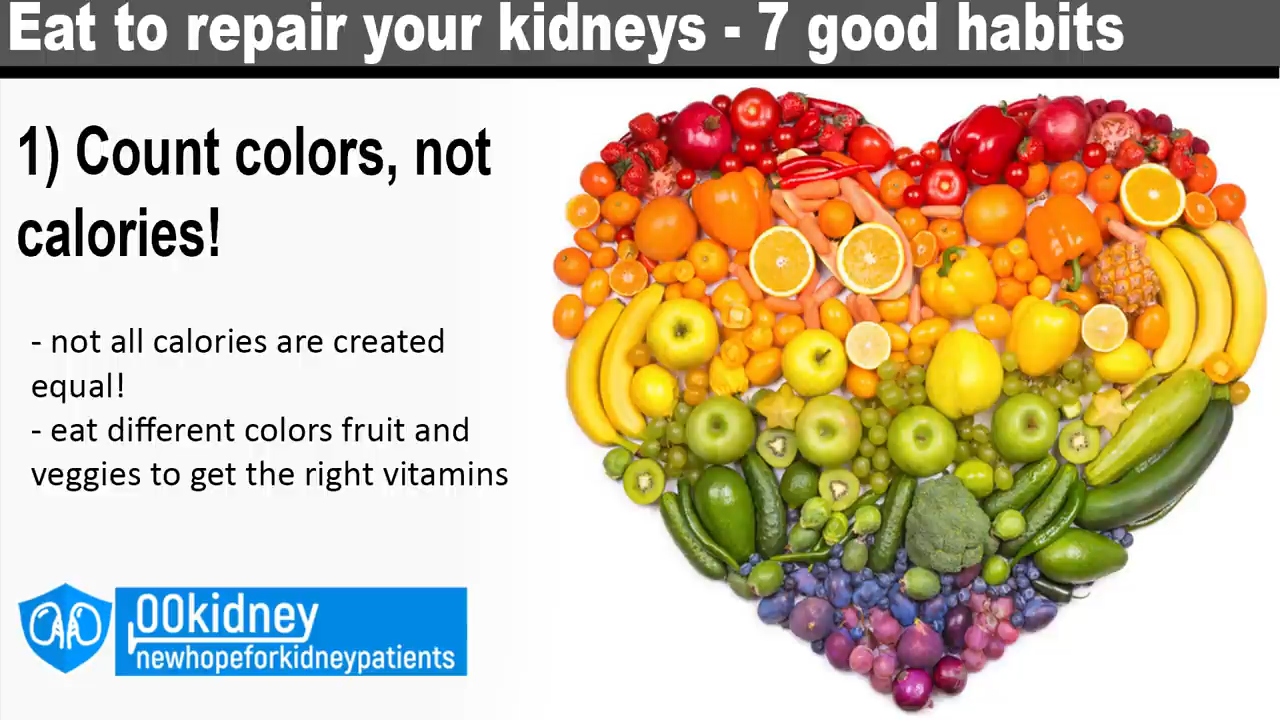 Eat to repair your kidneys - 7 good habits
1) Count colors, not
calories!
- not all calories are created
equal!
- eat different colors fruit and
veggies to get the right vitamins
00kidney
newhopeforkidneypatients